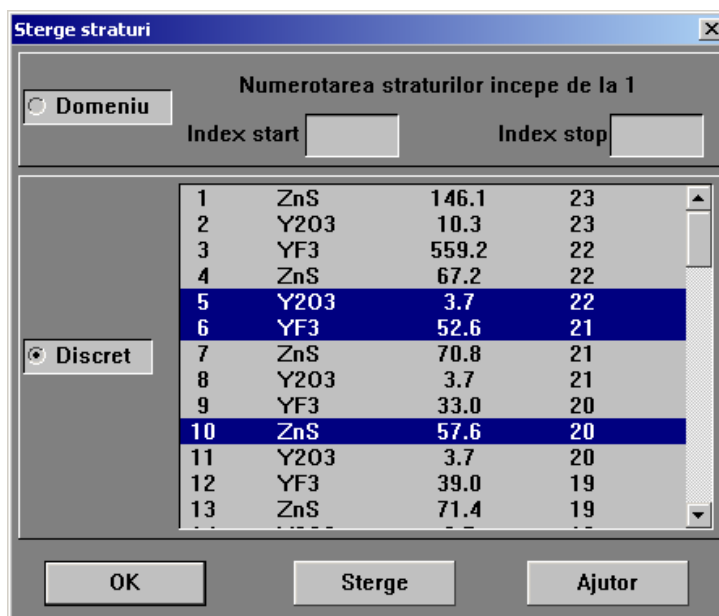 Sterge straturi
Domeniu
Numerotarea straturilor incepe de la 1
Index start
Index stop
Discret
1 ZnS 146.1 23
2 Y2O3 10.3 23
3 YF3 559.2 22
4 ZnS 67.2 22
5 Y2O3 3.7 22
6 YF3 52.6 21
7 ZnS 70.8 21
8 Y2O3 3.7 21
9 YF3 33.0 20
10 ZnS 57.6 20
11 Y2O3 3.7 20
12 YF3 39.0 19
13 ZnS 71.4 19
OK
Sterge
Ajutor